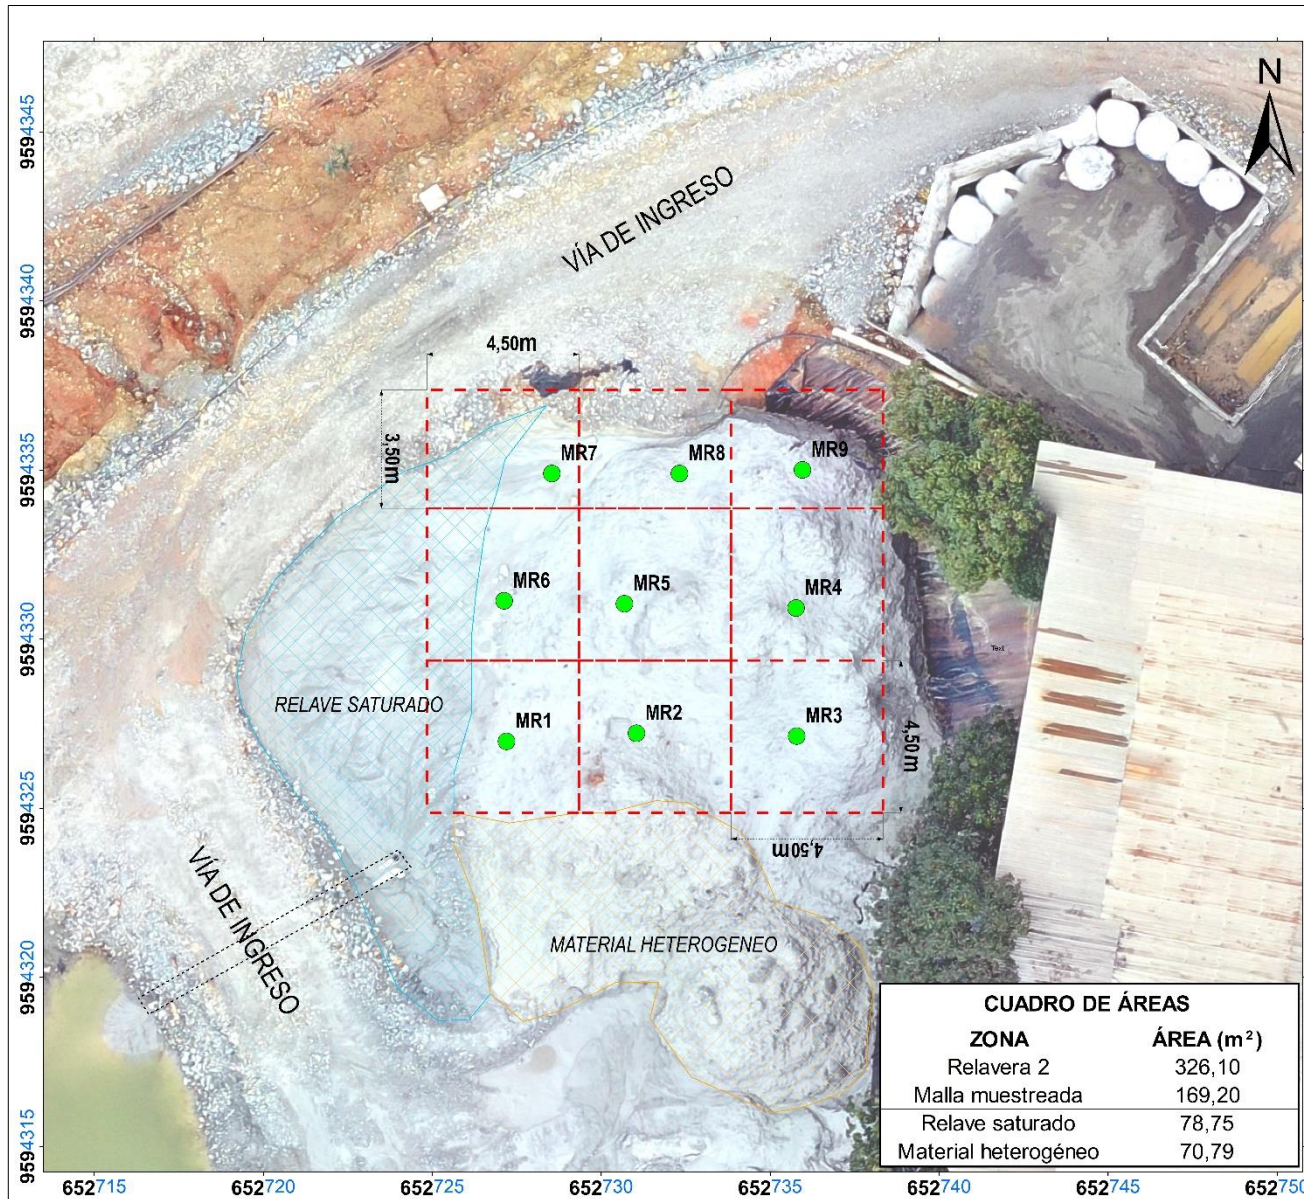 N
9594345
9594340
9594335
9594330
9594325
9594320
9594315
VÍA DE INGRESO
4,50m
3,50m
MR7
MR8
MR9
MR6
MR5
MR4
Text
RELAVE SATURADO
MR1
MR2
MR3
4,50m
4,50m
VÍA DE INGRESO
MATERIAL HETEROGENEO
CUADRO DE ÁREAS
ZONA ÁREA (m²)
Relavera 2 326,10
Malla muestreada 169,20
Relave saturado 78,75
Material heterogéneo 70,79
652715 652720 652725 652730 652735 652740 652745 652750